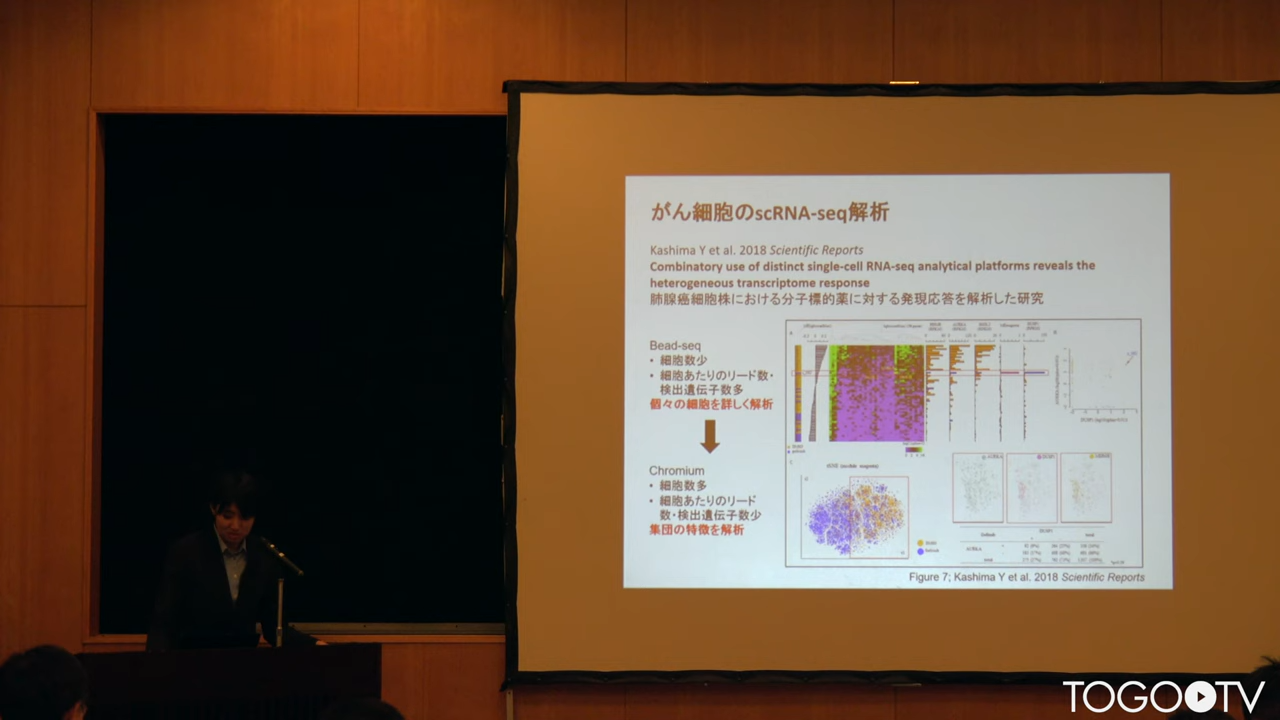 がん細胞のscRNA-seq解析
Kashima Y et al. 2018 Scientific Reports
Combinatory use of distinct single-cell RNA-seq analytical platforms reveals the
heterogeneous transcriptome response
肺腺癌細胞株における分子標的薬に対する発現応答を解析した研究
Bead-seq
• 細胞数少
• 細胞あたりのリード数・
検出遺伝子数多
個々の細胞を詳しく解析
Chromium
• 細胞数多
• 細胞あたりのリード
数・検出遺伝子数少
集団の特徴を解析
Figure 7; Kashima Y et al. 2018 Scientific Reports
TOGOTV